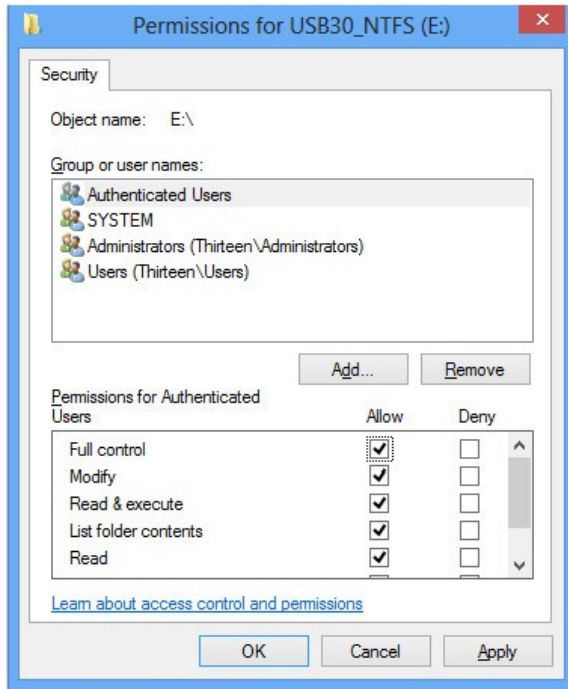 Permissions for USB30_NTFS (E:)
Security
Object name: E:\
Group or user names:
Authenticated Users
SYSTEM
Administrators (Thirteen\Administrators)
Users (Thirteen\Users)
Add... Remove
Permissions for Authenticated
Users Allow Deny
Full control
Modify
Read & execute
List folder contents
Read
Learn about access control and permissions
OK Cancel Apply